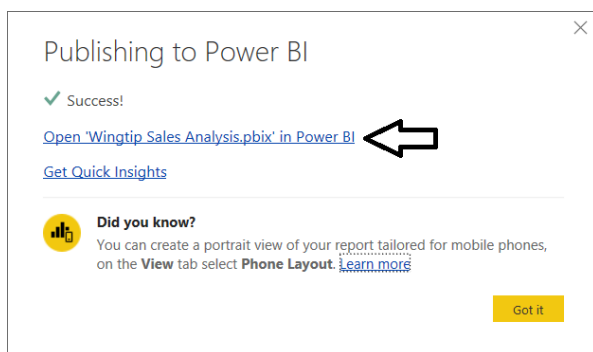 Publishing to Power BI
Success!
Open 'Wingtip Sales Analysis.pbix' in Power BI
Get Quick Insights
Did you know?
You can create a portrait view of your report tailored for mobile phones,
on the View tab select Phone Layout. Learn more
Got it